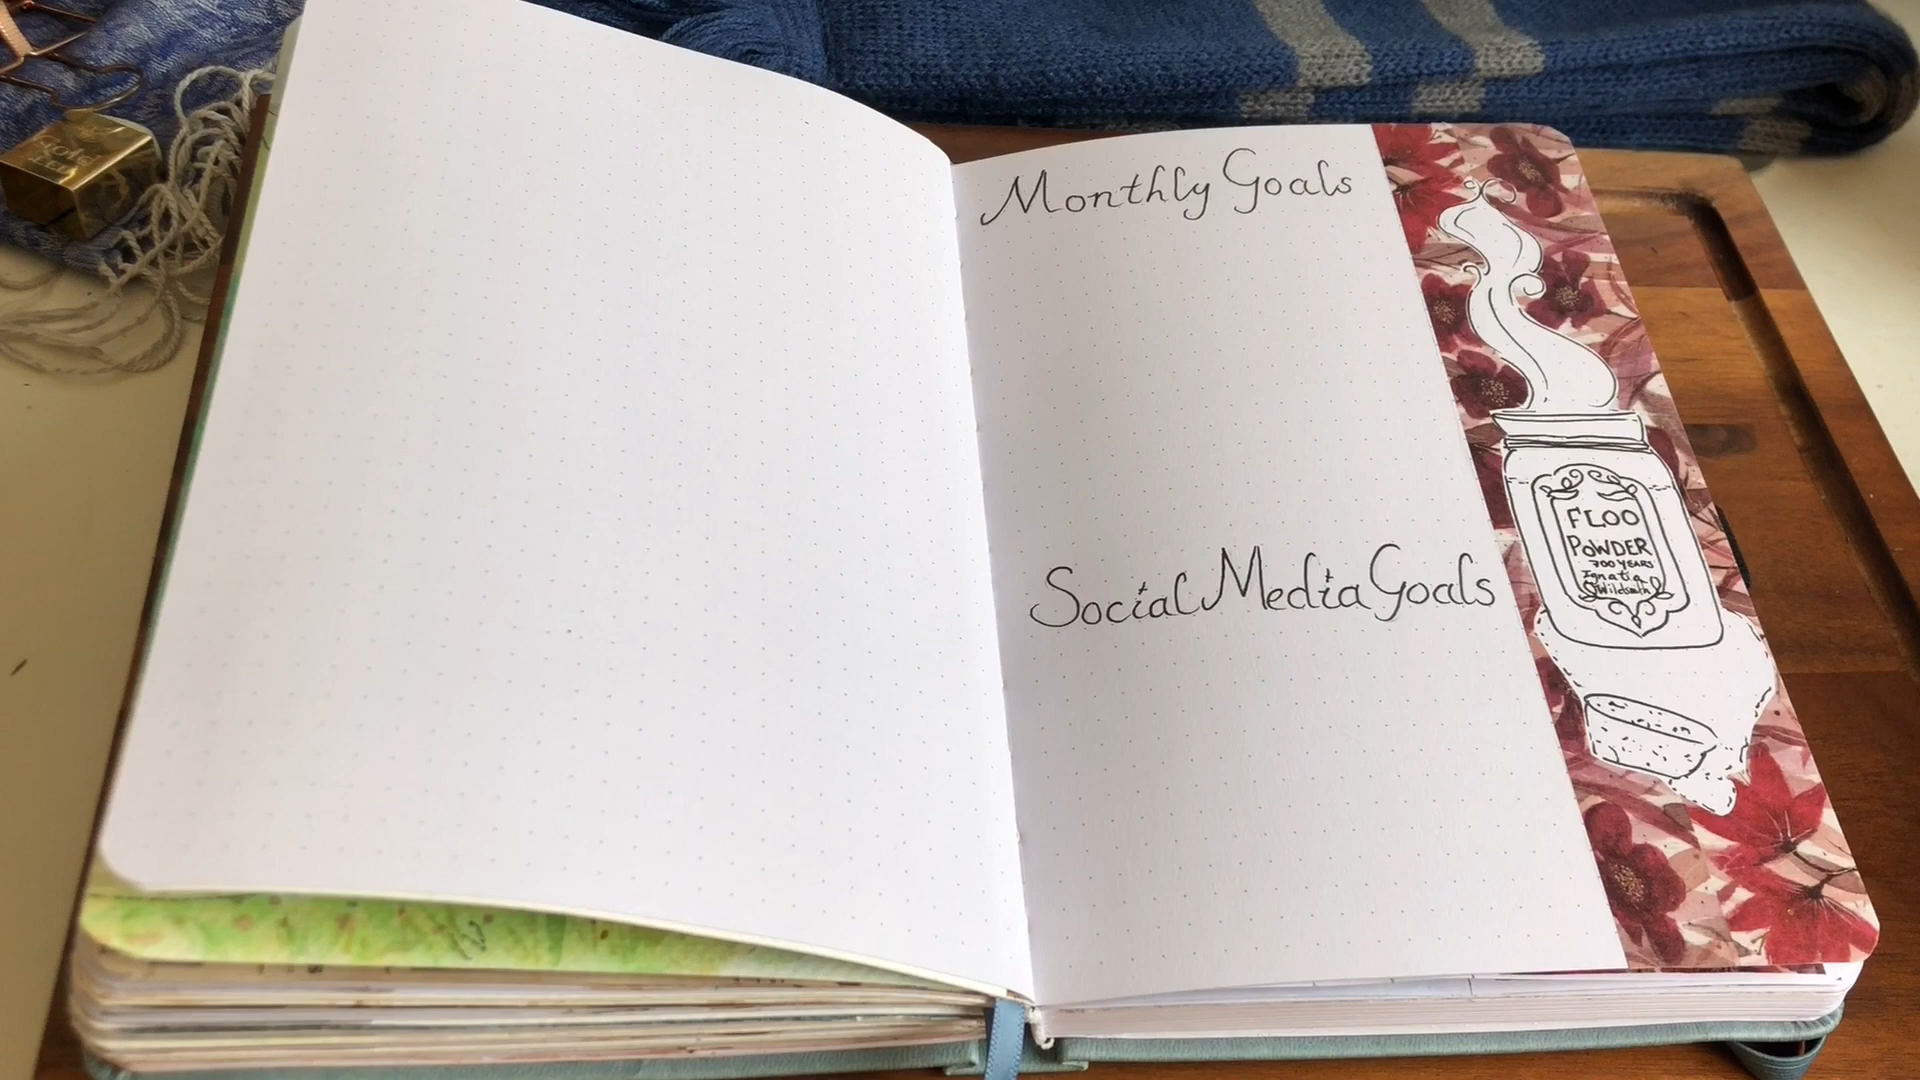 Monthly Goals
Social Media Goals
FLOO
POWDER
700 YEARS
Ignatia
Wildsmith